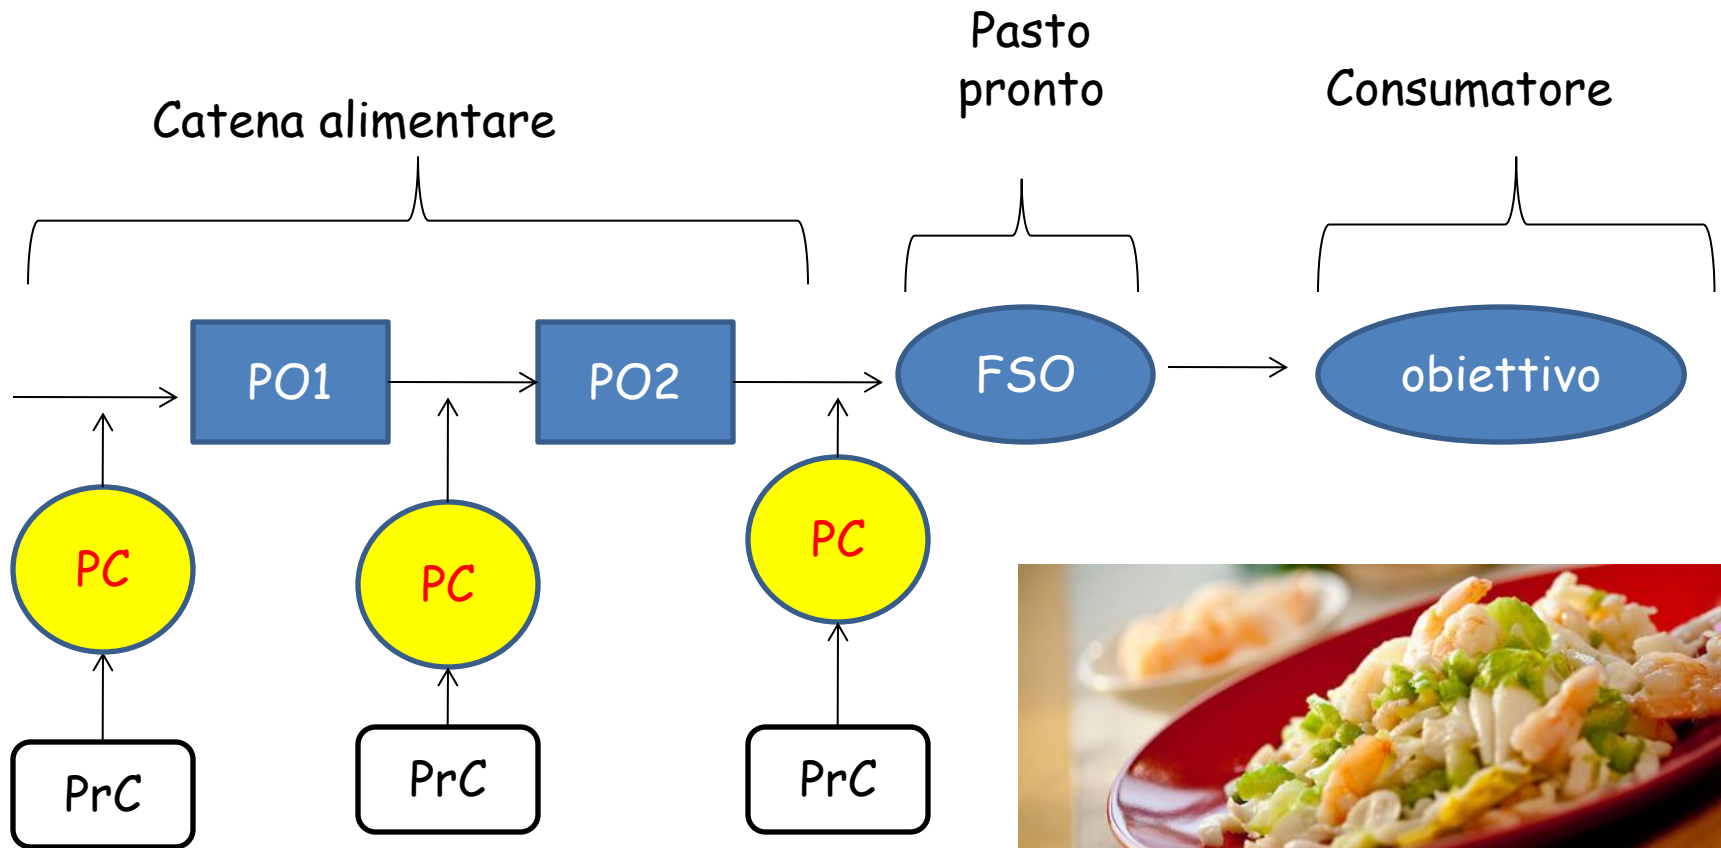 Pasto
pronto
Catena alimentare
Consumatore
PO1
PO2
FSO
obiettivo
PC
PC
PC
PrC
PrC
PrC